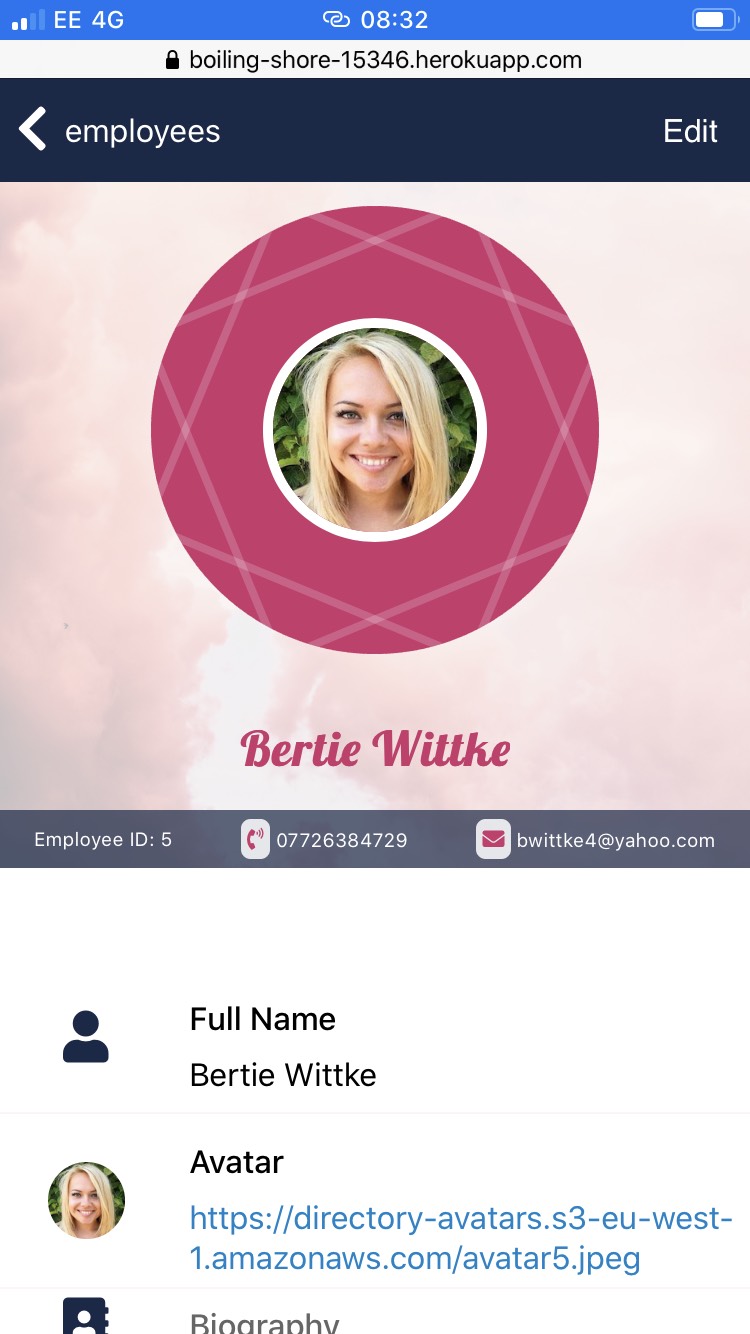 EE 4G 08:32
boiling-shore-15346.herokuapp.com
employees Edit
Bertie Wittke
Employee ID: 5 07726384729 bwittke4@yahoo.com
Full Name
Bertie Wittke
Avatar
https://directory-avatars.s3-eu-west-
1.amazonaws.com/avatar5.jpeg
Biography